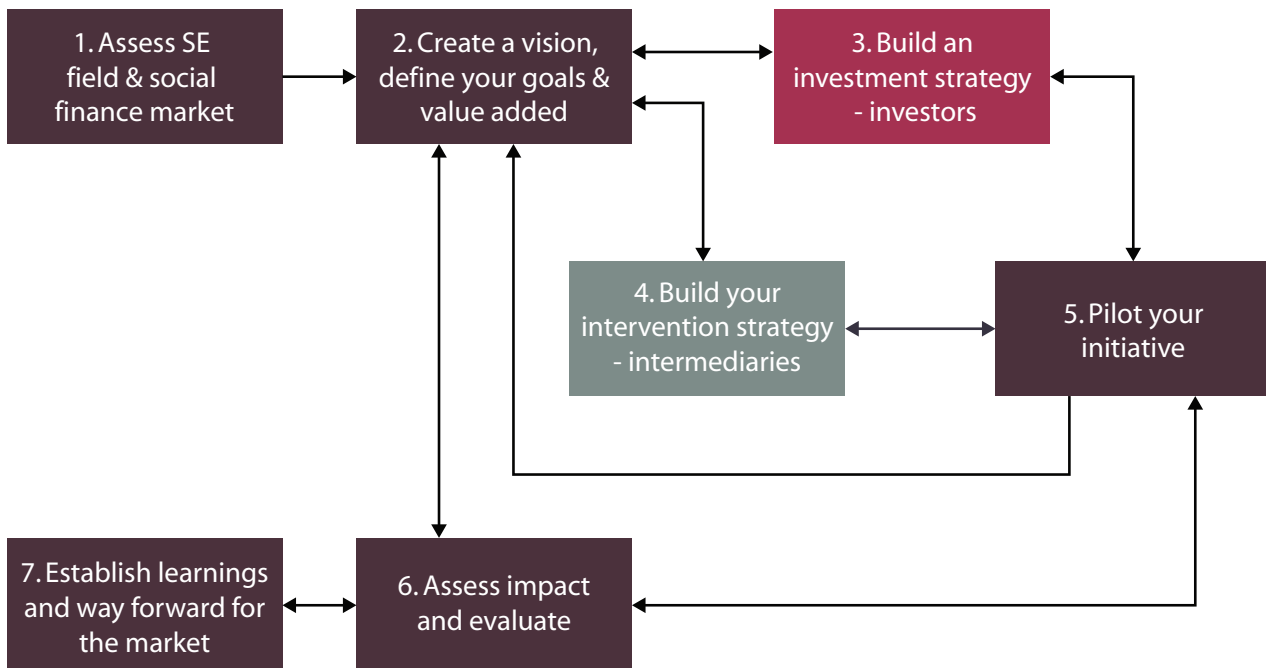 1. Assess SE
field & social
finance market
2. Create a vision,
define your goals &
value added
3. Build an
investment strategy
- investors
4. Build your
intervention strategy
- intermediaries
5. Pilot your
initiative
7. Establish learnings
and way forward for
the market
6. Assess impact
and evaluate